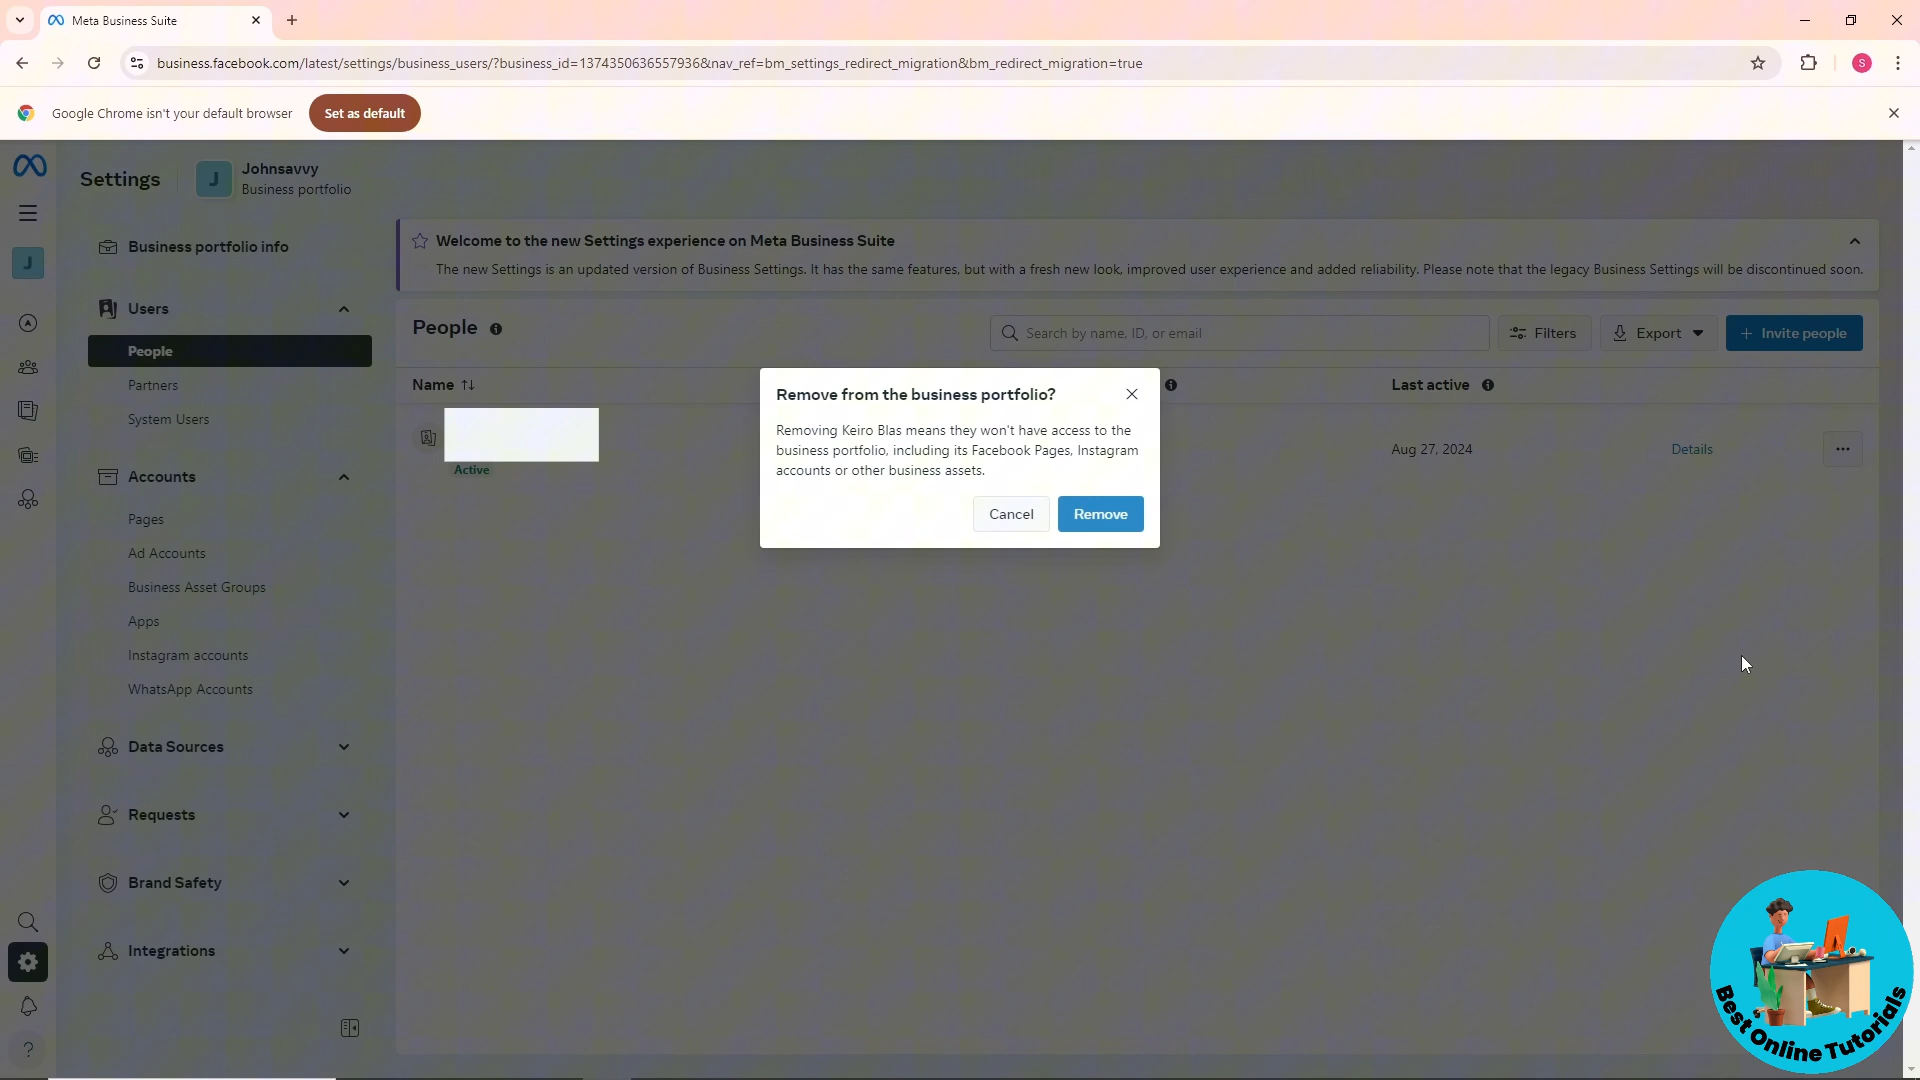 Meta Business Suite
business.facebook.com/latest/settings/business_users/?business_id=1374350636557936&nav_ref=bm_settings_redirect_migration&bm_redirect_migration=true
S
Google Chrome isn't your default browser
Set as default
Settings
J
Johnsavvy
Business portfolio
J
Business portfolio info
Users
People
Partners
System Users
Accounts
Pages
Ad Accounts
Business Asset Groups
Apps
Instagram accounts
WhatsApp Accounts
Data Sources
Requests
Brand Safety
Integrations
Welcome to the new Settings experience on Meta Business Suite
The new Settings is an updated version of Business Settings. It has the same features, but with a fresh new look, improved user experience and added reliability. Please note that the legacy Business Settings will be discontinued soon.
People
Search by name, ID, or email
Filters
Export
+ Invite people
Name
Last active
Active
Aug 27, 2024
Details
Remove from the business portfolio?
Removing Keiro Blas means they won't have access to the
business portfolio, including its Facebook Pages, Instagram
accounts or other business assets.
Cancel
Remove
Best Online Tutorials